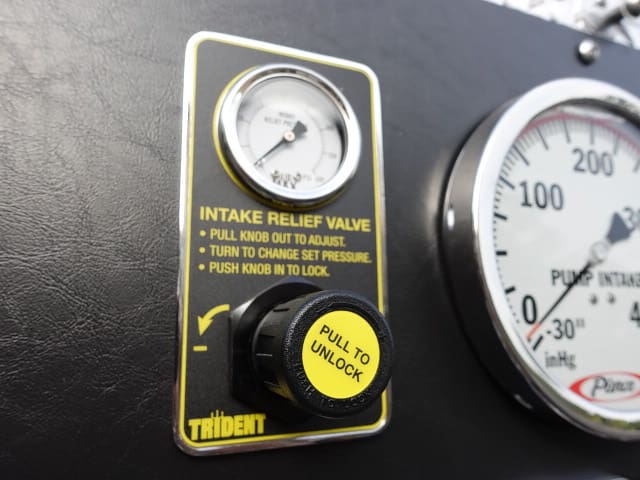 INTAKE RELIEF VALVE
• PULL KNOB OUT TO ADJUST.
• TURN TO CHANGE SET PRESSURE.
• PUSH KNOB IN TO LOCK.
PULL TO
UNLOCK
TRIDENT
100
200
PUMP INTAKE
0
-30"
inHg